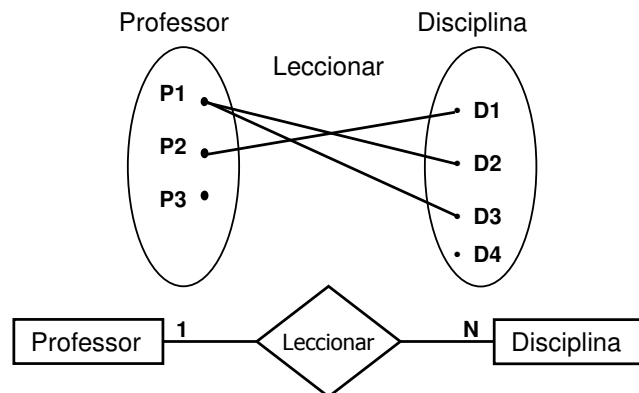 Professor Disciplina
Leccionar
P1
D1
P2
D2
P3
D3
D4
1 N
Professor Leccionar Disciplina